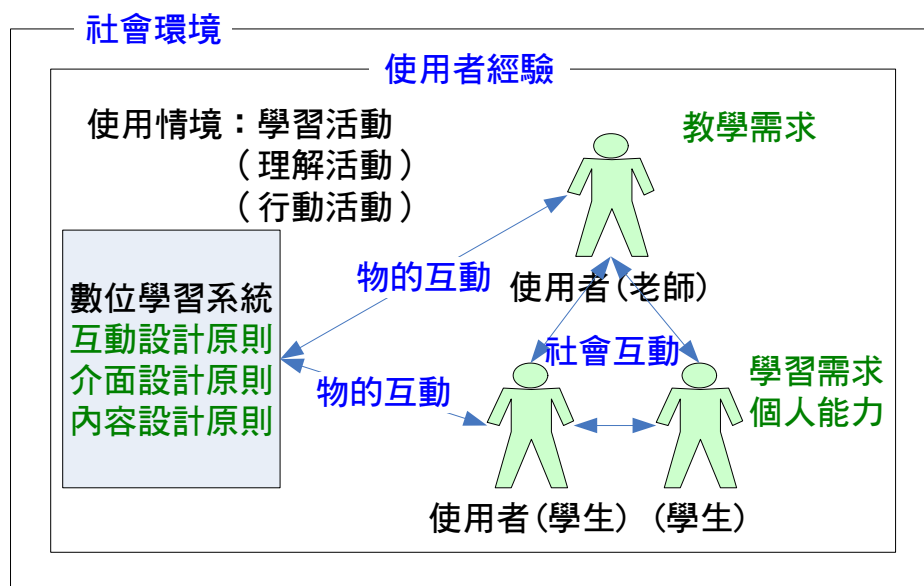 社會環境
使用者經驗
使用情境：學習活動
（理解活動）
（行動活動）
教學需求
物的互動
使用者(老師)
數位學習系統
互動設計原則
介面設計原則
內容設計原則
社會互動
物的互動
學習需求
個人能力
使用者(學生) (學生)